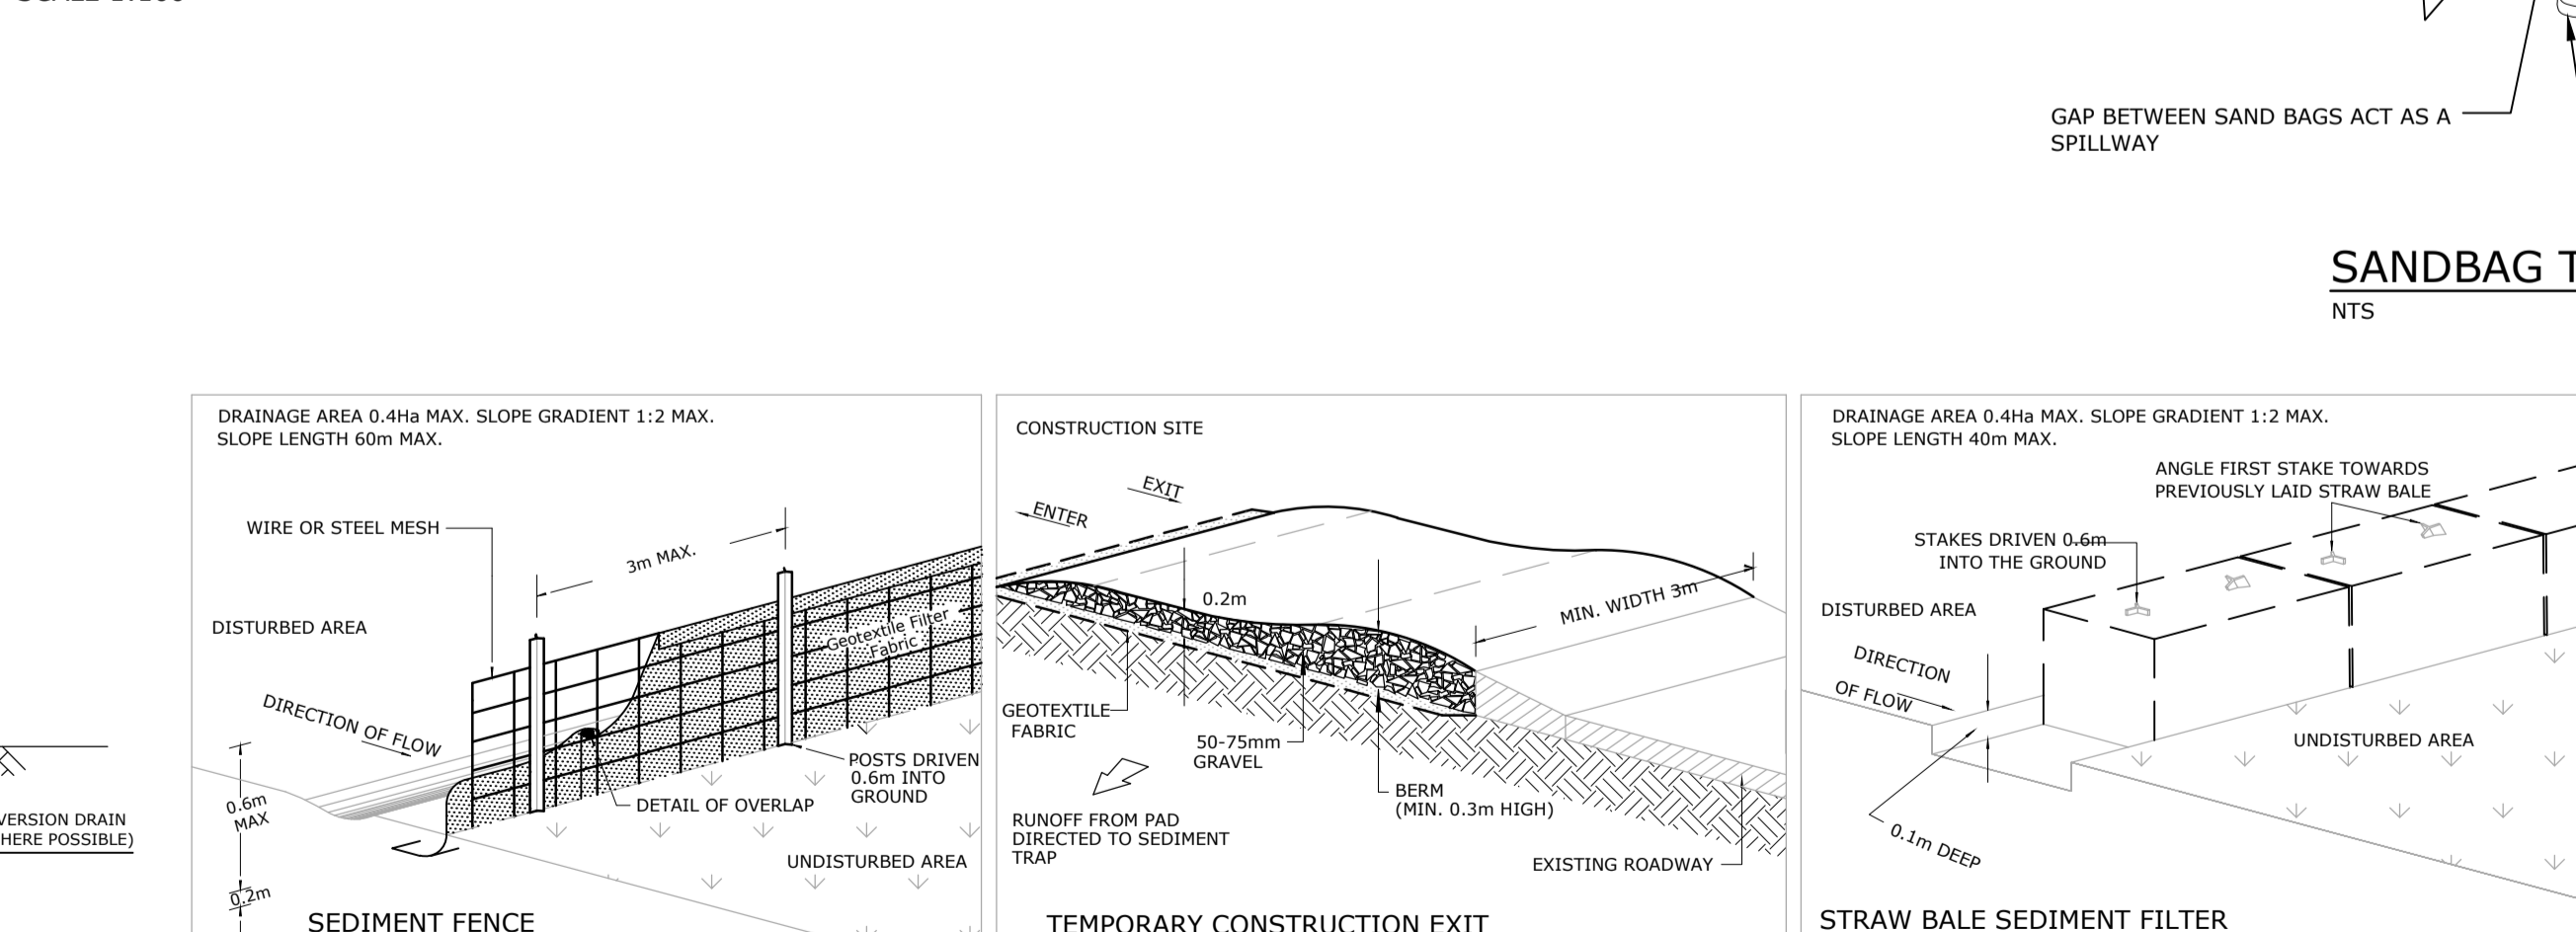 GAP BETWEEN SAND BAGS ACT AS A
SPILLWAY
SANDBAG T
NTS
VERSION DRAIN
HERE POSSIBLE)
DRAINAGE AREA 0.4Ha MAX. SLOPE GRADIENT 1:2 MAX.
SLOPE LENGTH 60m MAX.
WIRE OR STEEL MESH
3m MAX.
DISTURBED AREA
Geotextile Filter
Fabric
DIRECTION OF FLOW
POSTS DRIVEN
0.6m INTO
GROUND
DETAIL OF OVERLAP
0.6m
MAX
UNDISTURBED AREA
0.2m
SEDIMENT FENCE
CONSTRUCTION SITE
EXIT
ENTER
0.2m
MIN. WIDTH 3m
GEOTEXTILE
FABRIC
50-75mm
GRAVEL
BERM
(MIN. 0.3m HIGH)
RUNOFF FROM PAD
DIRECTED TO SEDIMENT
TRAP
EXISTING ROADWAY
TEMPORARY CONSTRUCTION EXIT
DRAINAGE AREA 0.4Ha MAX. SLOPE GRADIENT 1:2 MAX.
SLOPE LENGTH 40m MAX.
ANGLE FIRST STAKE TOWARDS
PREVIOUSLY LAID STRAW BALE
STAKES DRIVEN 0.6m
INTO THE GROUND
DISTURBED AREA
DIRECTION
OF FLOW
UNDISTURBED AREA
0.1m DEEP
STRAW BALE SEDIMENT FILTER